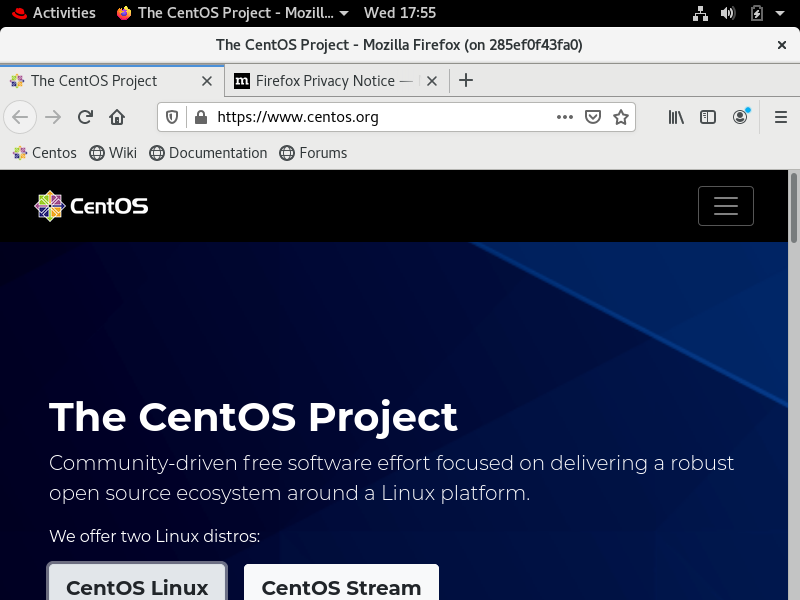 Activities The CentOS Project - Mozill... Wed 17:55
The CentOS Project - Mozilla Firefox (on 285ef0f43fa0)
The CentOS Project m Firefox Privacy Notice —
https://www.centos.org
Centos Wiki Documentation Forums
CentOS
The CentOS Project
Community-driven free software effort focused on delivering a robust
open source ecosystem around a Linux platform.
We offer two Linux distros:
CentOS Linux CentOS Stream